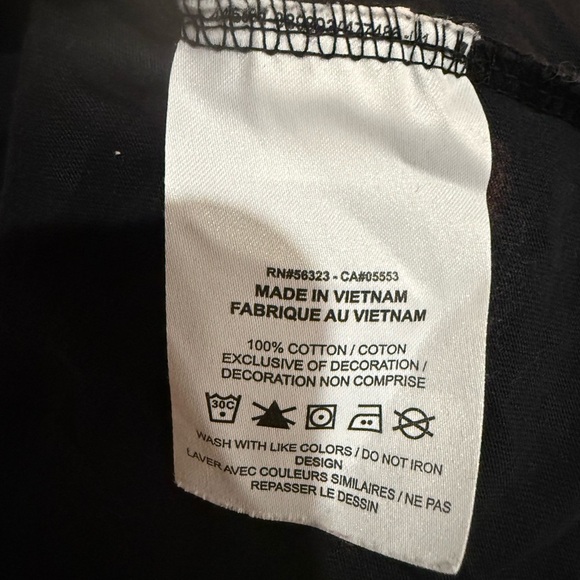 RN#56323 - CA#05553
MADE IN VIETNAM
FABRIQUE AU VIETNAM
100% COTTON / COTON
EXCLUSIVE OF DECORATION /
DECORATION NON COMPRISE
30C
WASH WITH LIKE COLORS / DO NOT IRON
DESIGN
LAVER AVEC COULEURS SIMILAIRES / NE PAS
REPASSER LE DESSIN